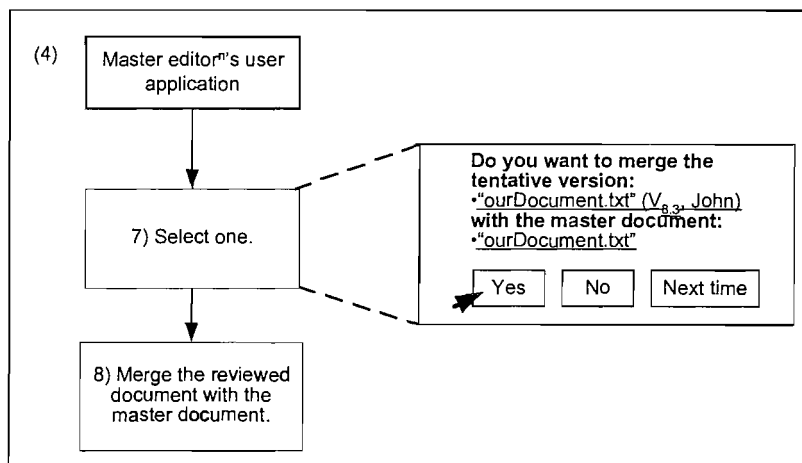 (4)
Master editorⁿ's user
application
7) Select one.
8) Merge the reviewed
document with the
master document.
Do you want to merge the
tentative version:
•"ourDocument.txt" (V8.3, John)
with the master document:
•"ourDocument.txt"
Yes
No
Next time